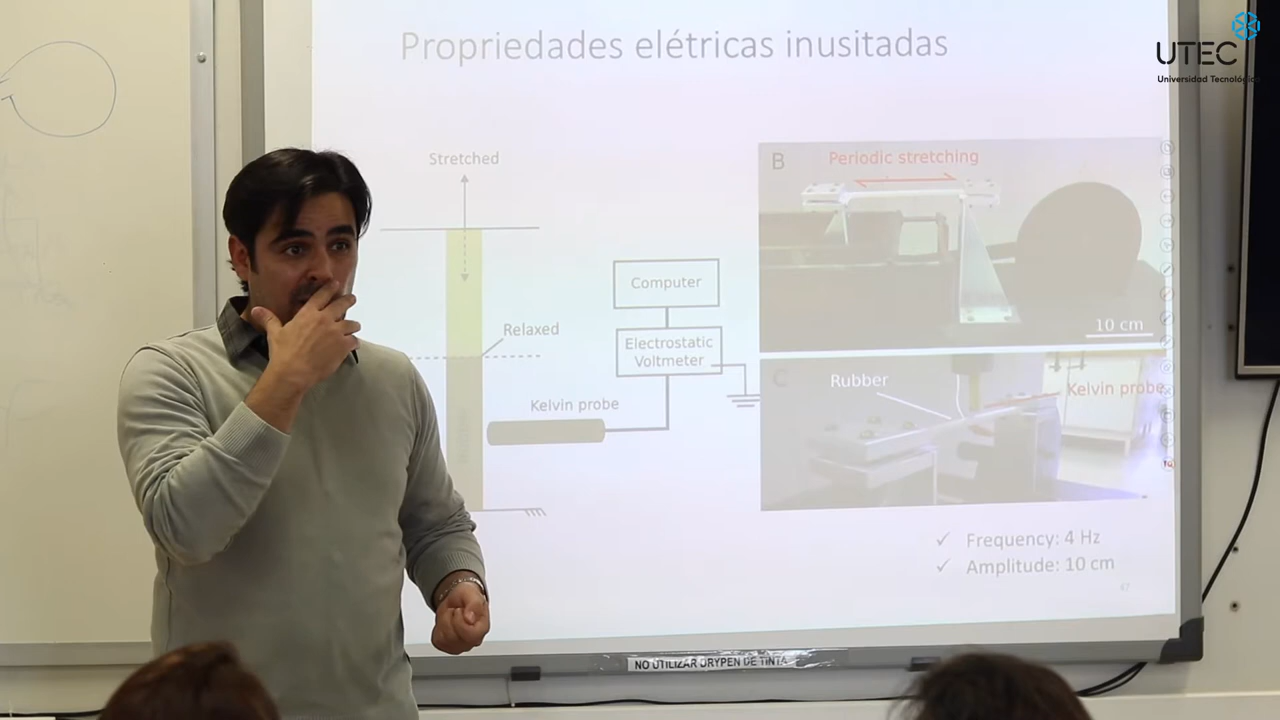 Propriedades elétricas inusitadas
UTEC
Universidad Tecnológica
Stretched
Relaxed
Computer
Electrostatic
Voltmeter
Kelvin probe
B
Periodic stretching
10 cm
C
Rubber
Kelvin probe
✓ Frequency: 4 Hz
✓ Amplitude: 10 cm
47
NO UTILIZAR DRYPEN DE TINTA